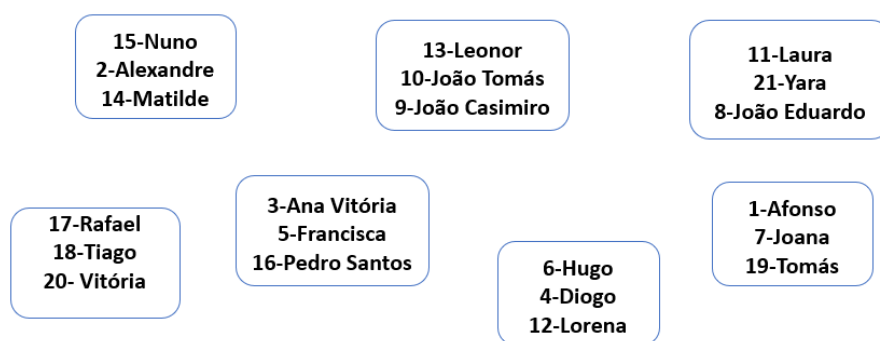 15-Nuno
2-Alexandre
14-Matilde
13-Leonor
10-João Tomás
9-João Casimiro
11-Laura
21-Yara
8-João Eduardo
17-Rafael
18-Tiago
20- Vitória
3-Ana Vitória
5-Francisca
16-Pedro Santos
6-Hugo
4-Diogo
12-Lorena
1-Afonso
7-Joana
19-Tomás